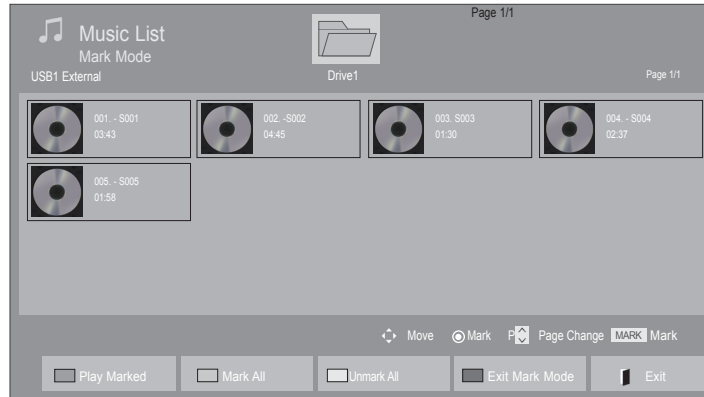 Page 1/1
Music List
Mark Mode
USB1 External
Drive1
Page 1/1
001. - S001
03:43
002. -S002
04:45
003. S003
01:30
004. - S004
02:37
005. - S005
01:58
Move Mark P Page Change MARK Mark
Play Marked Mark All Unmark All Exit Mark Mode Exit